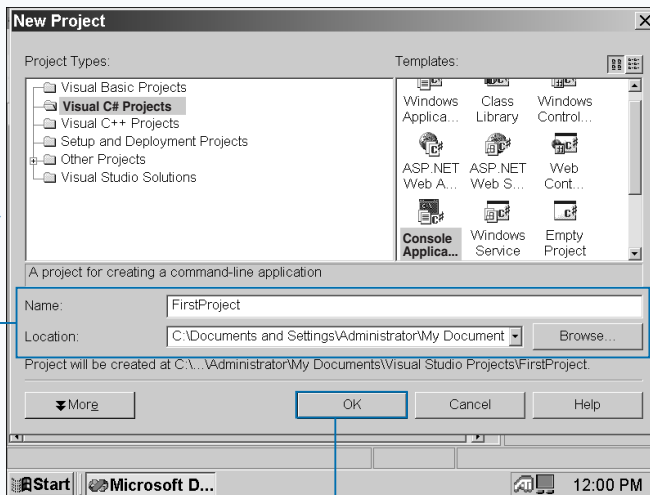 New Project
Project Types:
Templates:
Visual Basic Projects
Visual C# Projects
Visual C++ Projects
Setup and Deployment Projects
Other Projects
Visual Studio Solutions
Windows Applica...
Class Library
Windows Control...
ASP.NET Web A...
ASP.NET Web S...
Web Cont...
Console Applica...
Windows Service
Empty Project
A project for creating a command-line application
Name: FirstProject
Location: C:\Documents and Settings\Administrator\My Document
Browse...
Project will be created at C:\...\Administrator\My Documents\Visual Studio Projects\FirstProject.
More
OK
Cancel
Help
Start
Microsoft D...
12:00 PM